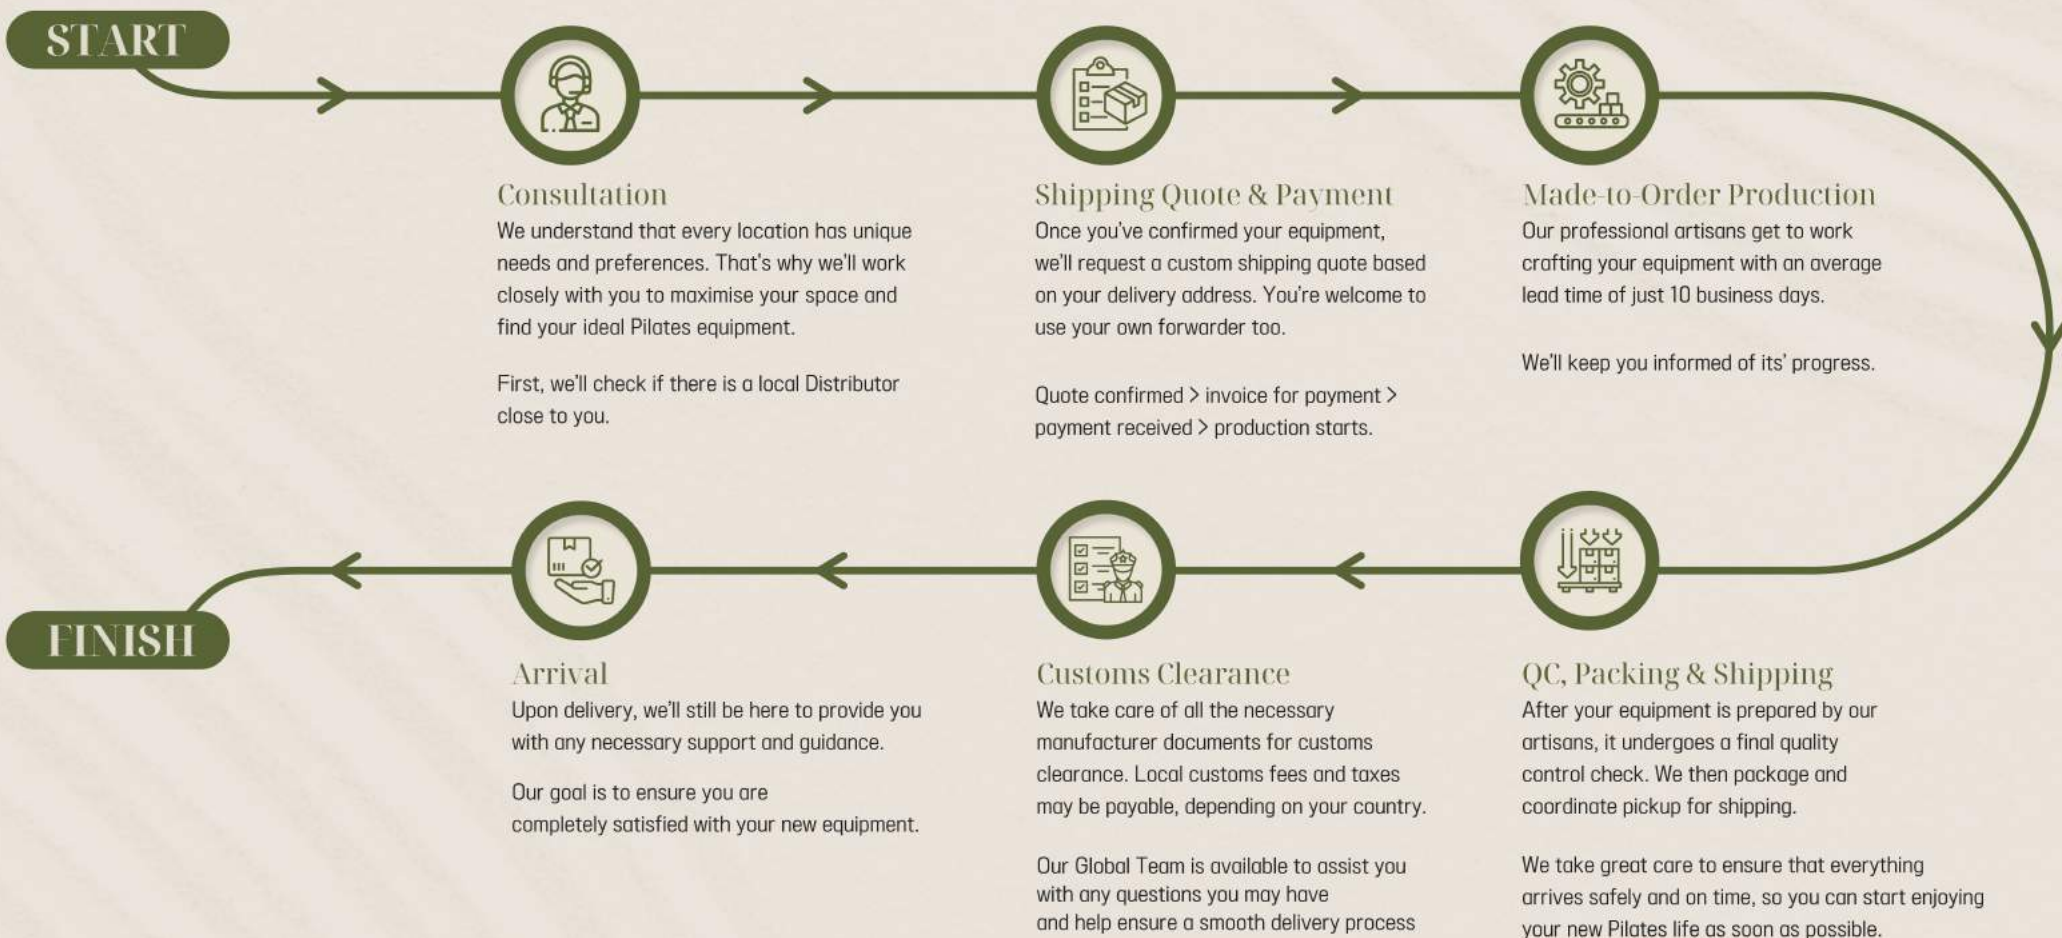 START
Consultation
We understand that every location has unique
needs and preferences. That's why we'll work
closely with you to maximise your space and
find your ideal Pilates equipment.
First, we'll check if there is a local Distributor
close to you.
Shipping Quote & Payment
Once you've confirmed your equipment,
we'll request a custom shipping quote based
on your delivery address. You're welcome to
use your own forwarder too.
Quote confirmed > invoice for payment >
payment received > production starts.
Made-to-Order Production
Our professional artisans get to work
crafting your equipment with an average
lead time of just 10 business days.
We'll keep you informed of its' progress.
QC, Packing & Shipping
After your equipment is prepared by our
artisans, it undergoes a final quality
control check. We then package and
coordinate pickup for shipping.
We take great care to ensure that everything
arrives safely and on time, so you can start enjoying
your new Pilates life as soon as possible.
Customs Clearance
We take care of all the necessary
manufacturer documents for customs
clearance. Local customs fees and taxes
may be payable, depending on your country.
Our Global Team is available to assist you
with any questions you may have
and help ensure a smooth delivery process
Arrival
Upon delivery, we'll still be here to provide you
with any necessary support and guidance.
Our goal is to ensure you are
completely satisfied with your new equipment.
FINISH